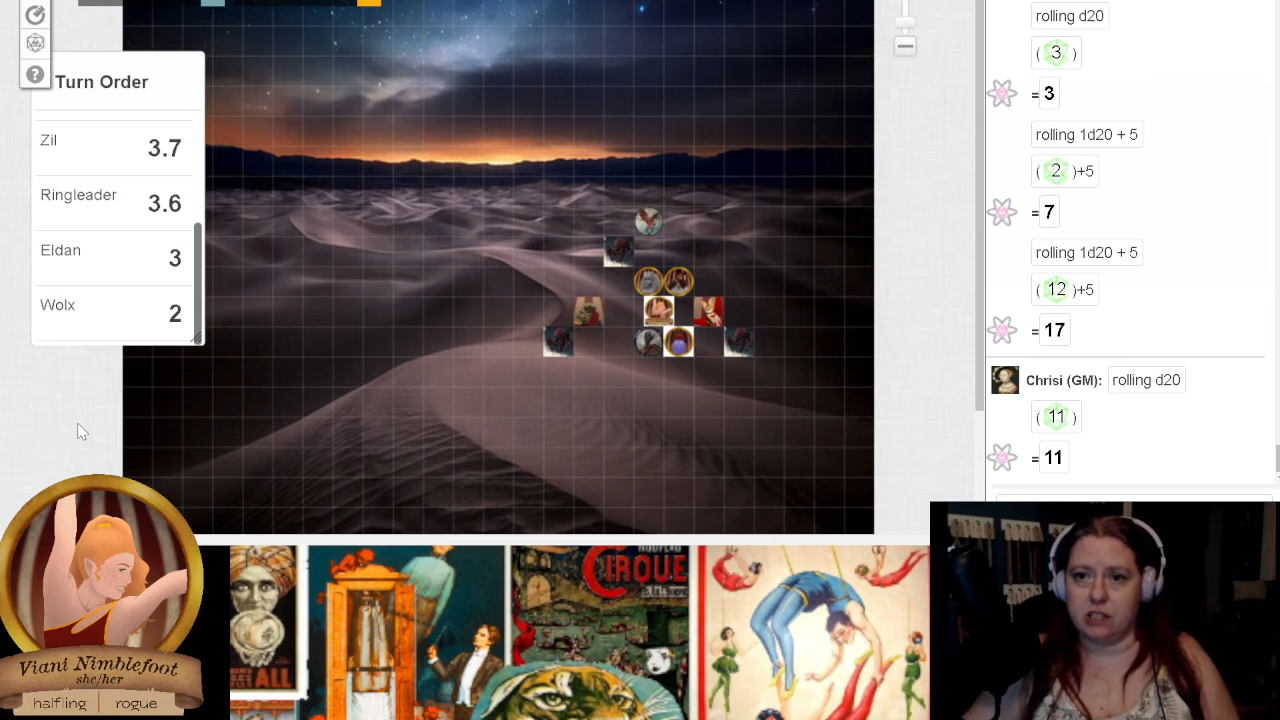 Turn Order
Zil 3.7
Ringleader 3.6
Eldan 3
Wolx 2
?
rolling d20
( 3 )
= 3
rolling 1d20 + 5
( 2 )+5
= 7
rolling 1d20 + 5
( 12 )+5
= 17
Chrisi (GM): rolling d20
( 11 )
= 11
Viani Nimblefoot
she/her
halfling | rogue
ALL
CIRQUE